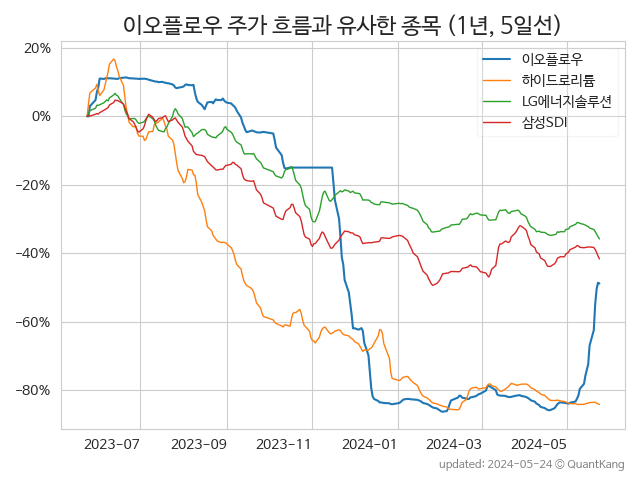 이오플로우 주가 흐름과 유사한 종목 (1년, 5일선)
20%
0%
−20%
−40%
−60%
−80%
이오플로우
하이드로리튬
LG에너지솔루션
삼성SDI
2023-07
2023-09
2023-11
2024-01
2024-03
2024-05
updated: 2024-05-24 © QuantKang